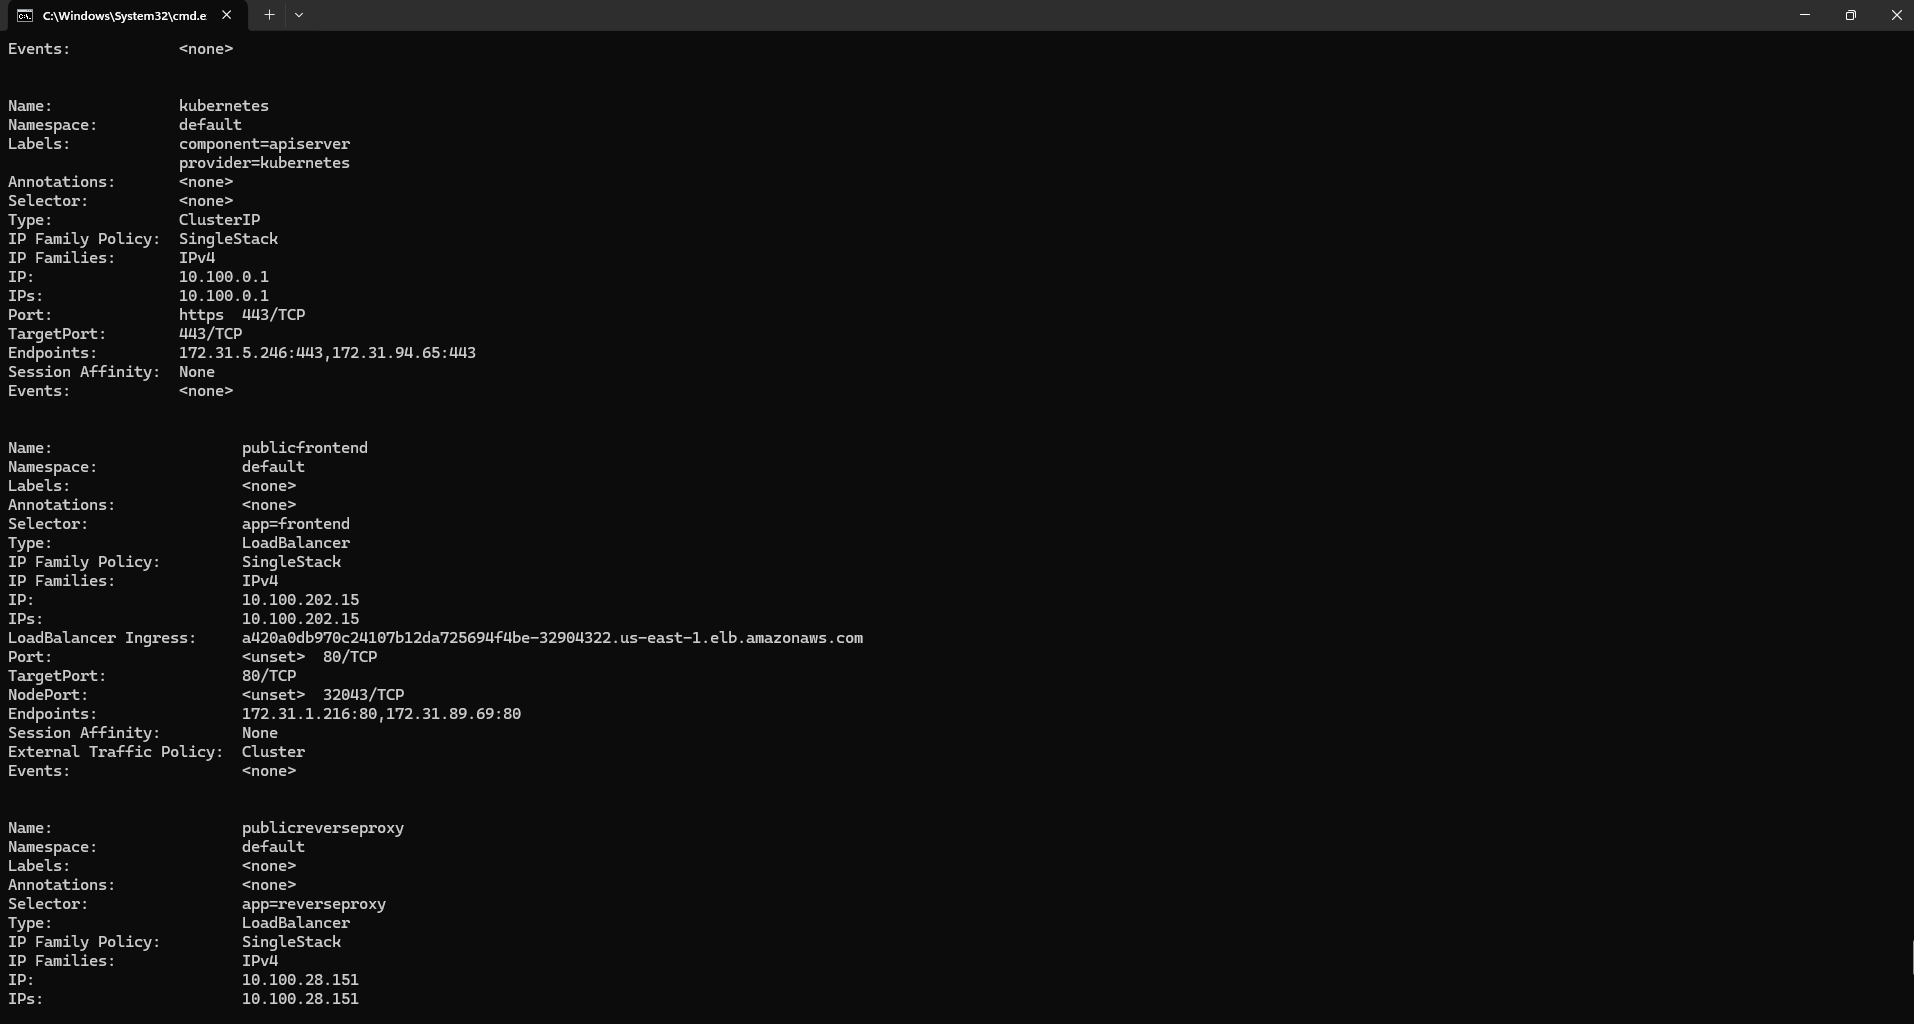 C:\Windows\System32\cmd.e
Events:            <none>
Name:              kubernetes
Namespace:         default
Labels:            component=apiserver
                   provider=kubernetes
Annotations:       <none>
Selector:          <none>
Type:              ClusterIP
IP Family Policy:  SingleStack
IP Families:       IPv4
IP:                10.100.0.1
IPs:               10.100.0.1
Port:              https  443/TCP
TargetPort:        443/TCP
Endpoints:         172.31.5.246:443,172.31.94.65:443
Session Affinity:  None
Events:            <none>
Name:                     publicfrontend
Namespace:                default
Labels:                   <none>
Annotations:              <none>
Selector:                 app=frontend
Type:                     LoadBalancer
IP Family Policy:         SingleStack
IP Families:              IPv4
IP:                       10.100.202.15
IPs:                      10.100.202.15
LoadBalancer Ingress:     a420a0db970c24107b12da725694f4be-32904322.us-east-1.elb.amazonaws.com
Port:                     <unset>  80/TCP
TargetPort:               80/TCP
NodePort:                 <unset>  32043/TCP
Endpoints:                172.31.1.216:80,172.31.89.69:80
Session Affinity:         None
External Traffic Policy:  Cluster
Events:                   <none>
Name:                     publicreverseproxy
Namespace:                default
Labels:                   <none>
Annotations:              <none>
Selector:                 app=reverseproxy
Type:                     LoadBalancer
IP Family Policy:         SingleStack
IP Families:              IPv4
IP:                       10.100.28.151
IPs:                      10.100.28.151